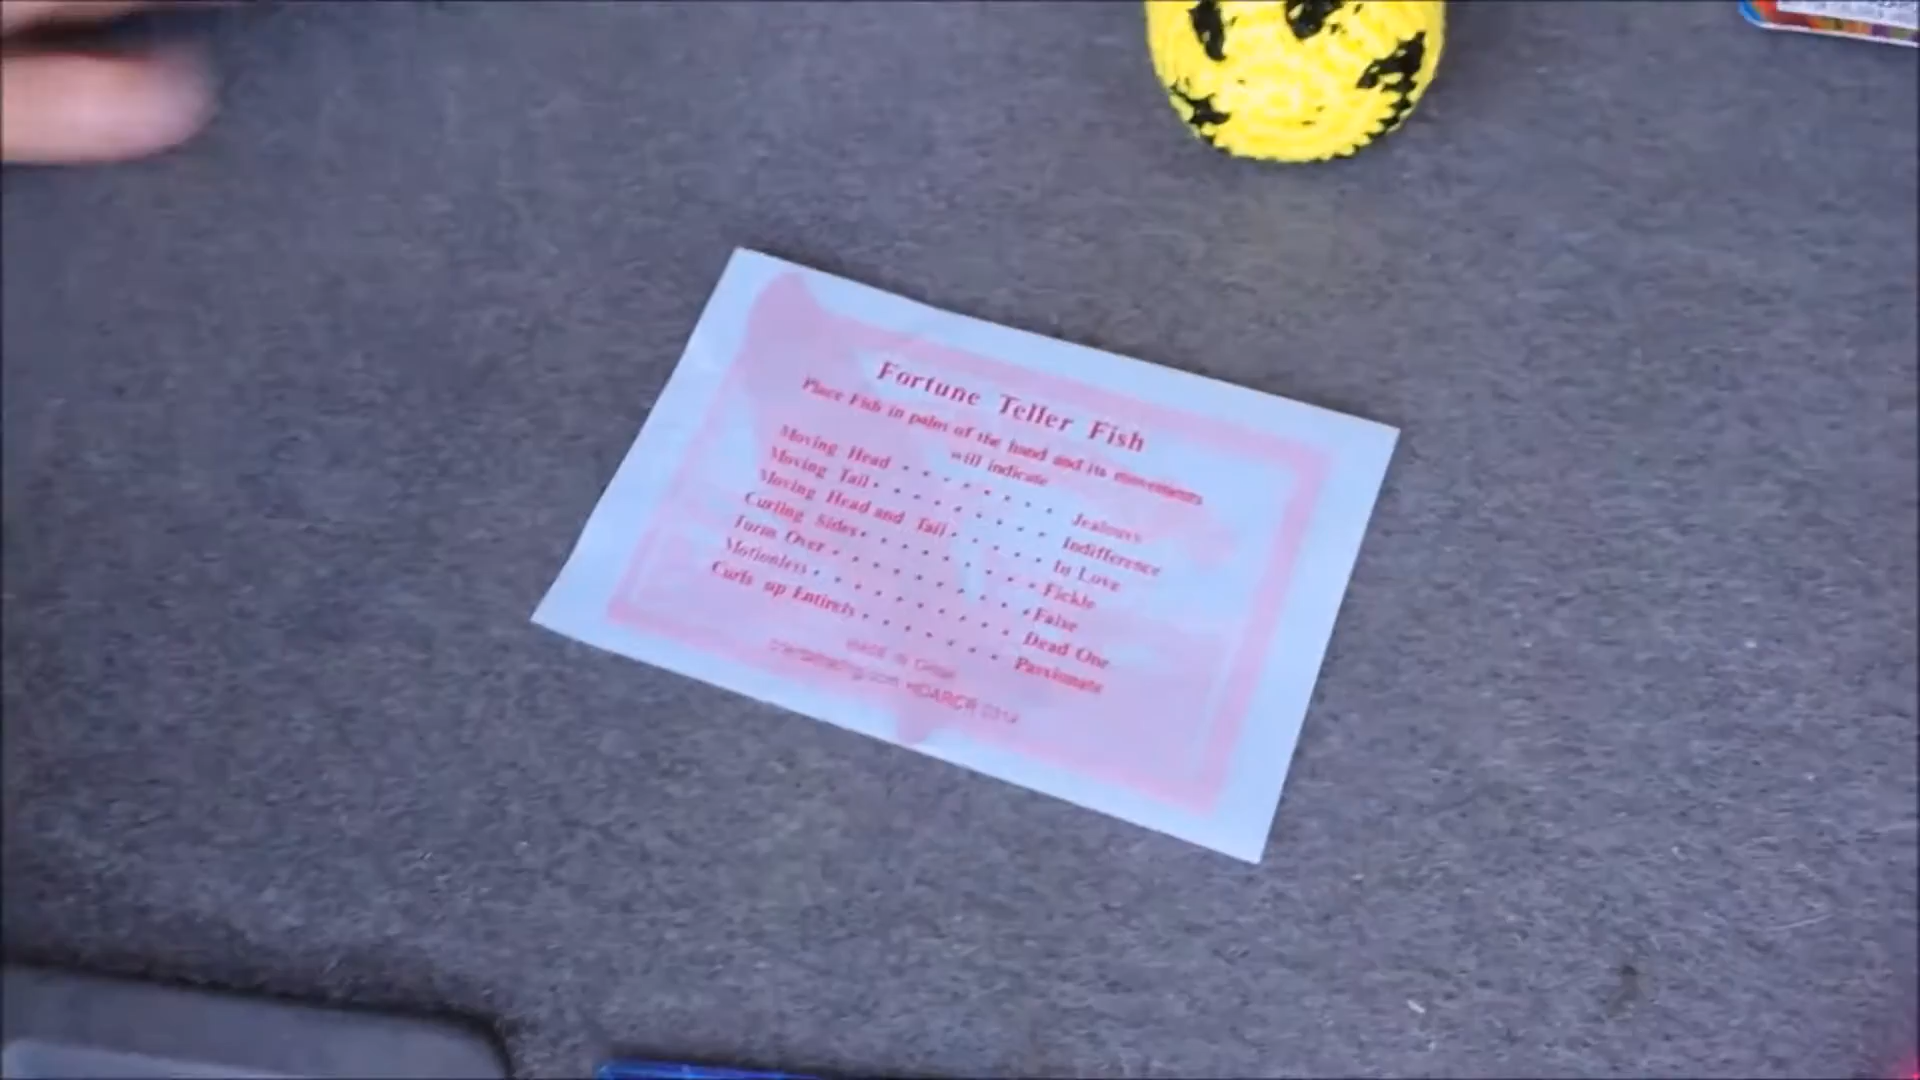 Fortune Teller Fish
Place Fish in palm of the hand and its movements
will indicate
Moving Head . . . . . . . Jealousy
Moving Tail . . . . . . . . Indifference
Moving Head and Tail . . . . . In Love
Curling Sides . . . . . . . . Fickle
Turns Over . . . . . . . . . False
Motionless . . . . . . . . . Dead One
Curls up Entirely . . . . . . . Passionate
MADE IN CHINA